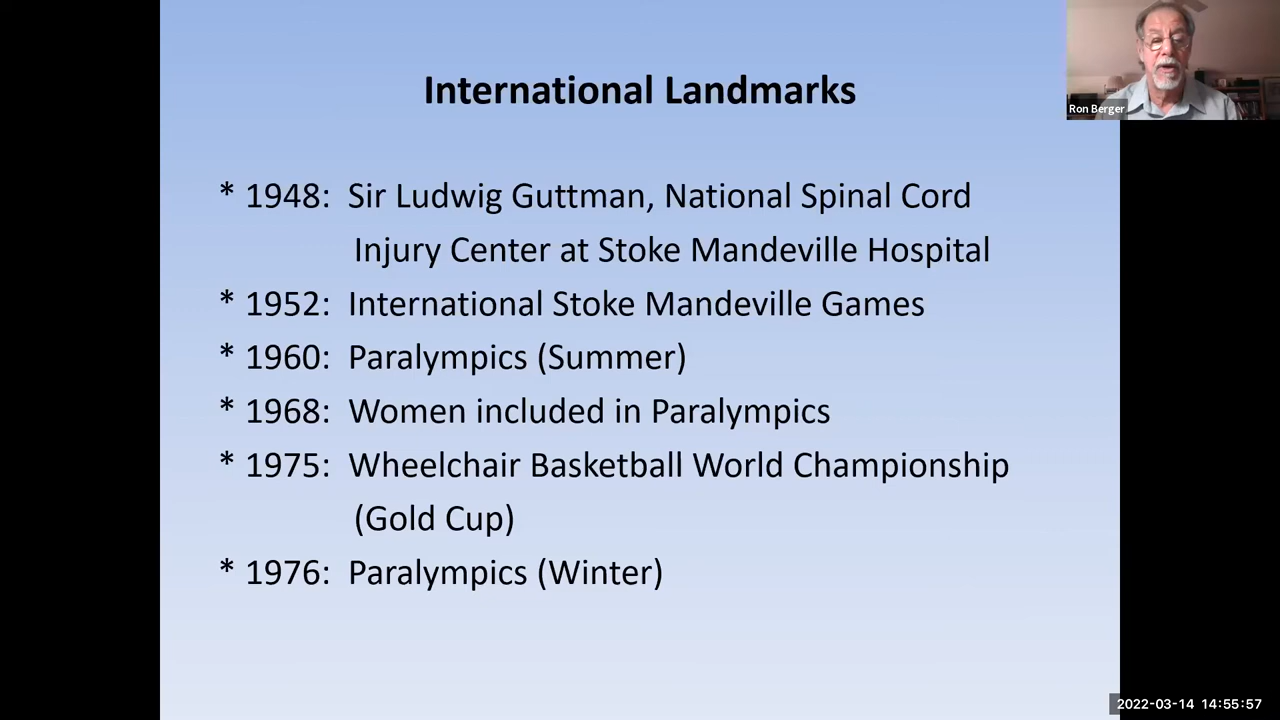 International Landmarks
Ron Berger
* 1948: Sir Ludwig Guttman, National Spinal Cord
Injury Center at Stoke Mandeville Hospital
* 1952: International Stoke Mandeville Games
* 1960: Paralympics (Summer)
* 1968: Women included in Paralympics
* 1975: Wheelchair Basketball World Championship
(Gold Cup)
* 1976: Paralympics (Winter)
2022-03-14 14:55:57